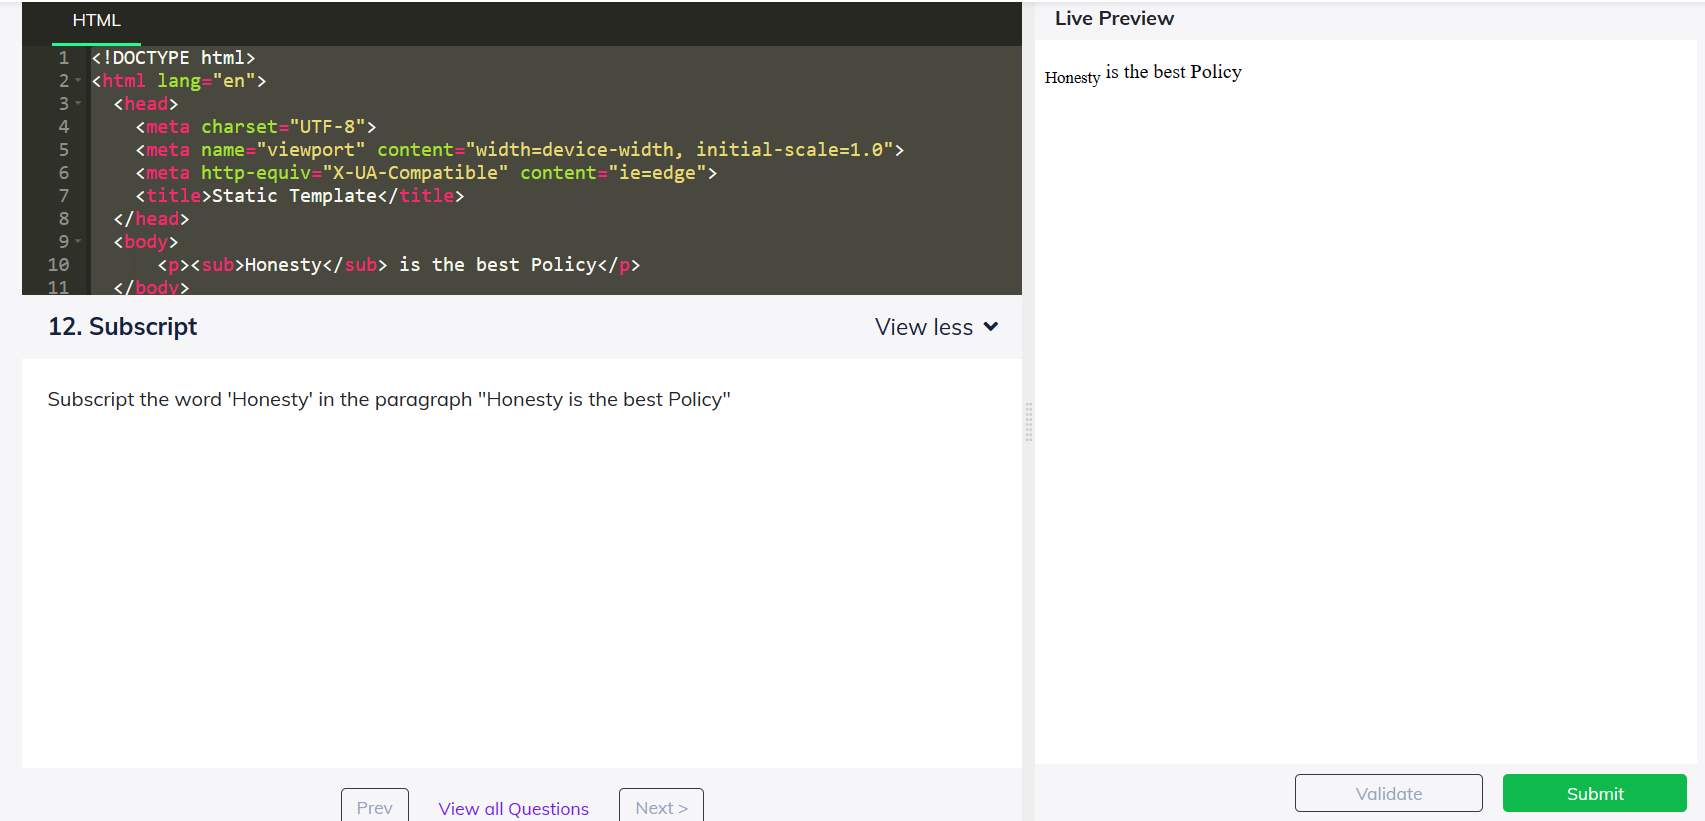 HTML
1 <!DOCTYPE html>
2 <html lang="en">
3 <head>
4 <meta charset="UTF-8">
5 <meta name="viewport" content="width=device-width, initial-scale=1.0">
6 <meta http-equiv="X-UA-Compatible" content="ie=edge">
7 <title>Static Template</title>
8 </head>
9 <body>
10 <p><sub>Honesty</sub> is the best Policy</p>
11 </body>
12. Subscript
View less
Subscript the word 'Honesty' in the paragraph "Honesty is the best Policy"
Prev
View all Questions
Next >
Live Preview
Honesty is the best Policy
Validate
Submit